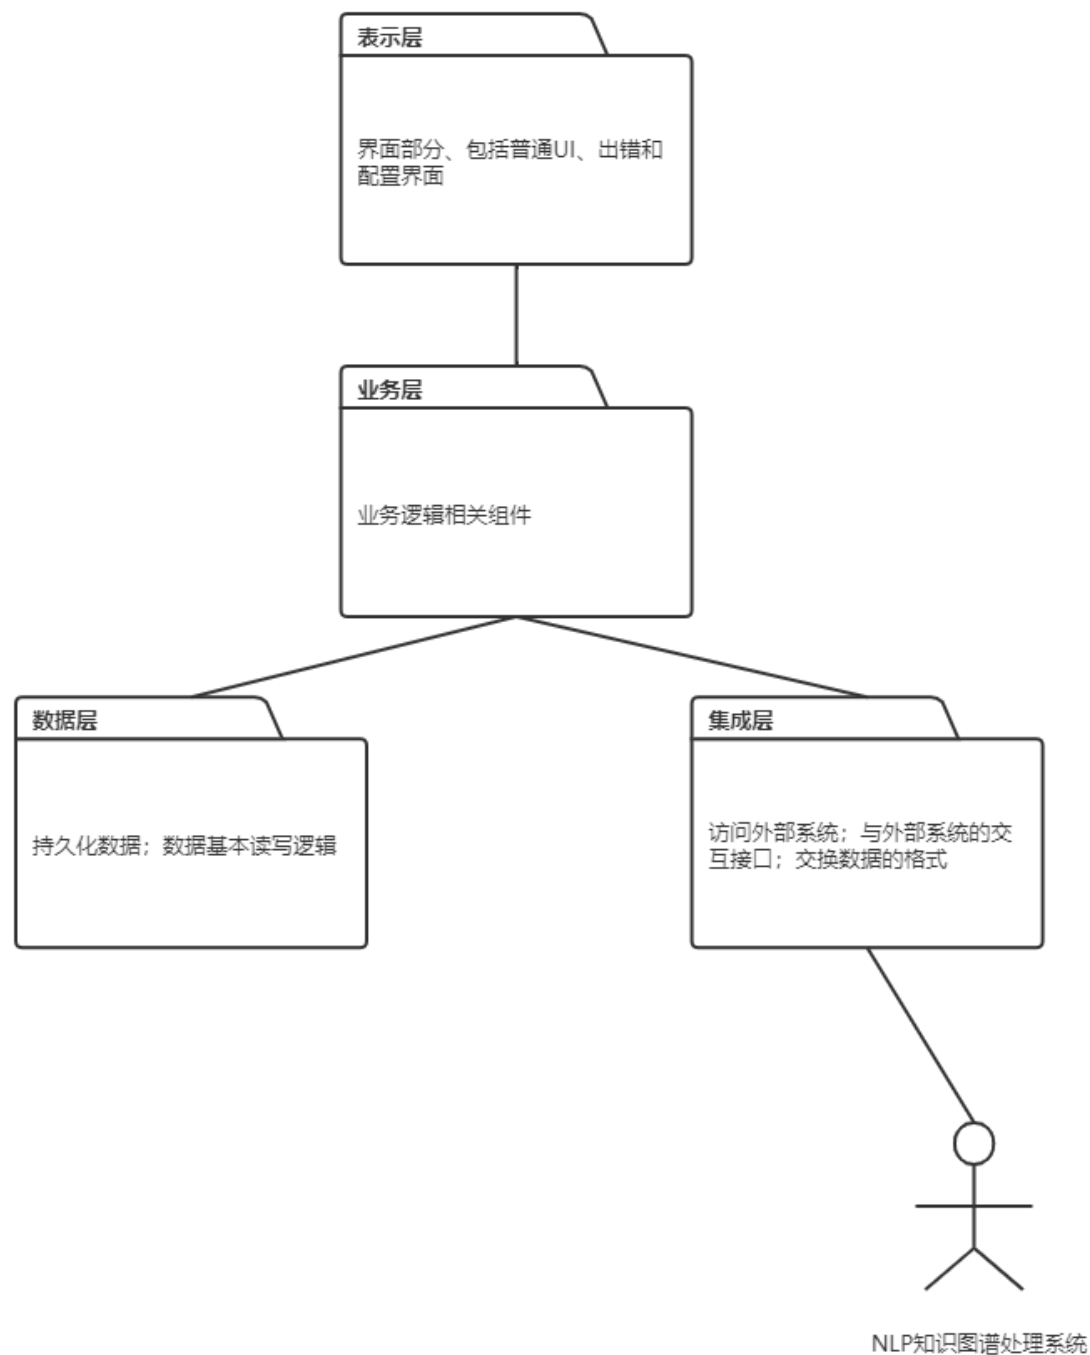 表示层
界面部分、包括普通UI、出错和
配置界面
业务层
业务逻辑相关组件
数据层
持久化数据；数据基本读写逻辑
集成层
访问外部系统；与外部系统的交
互接口；交换数据的格式
NLP知识图谱处理系统